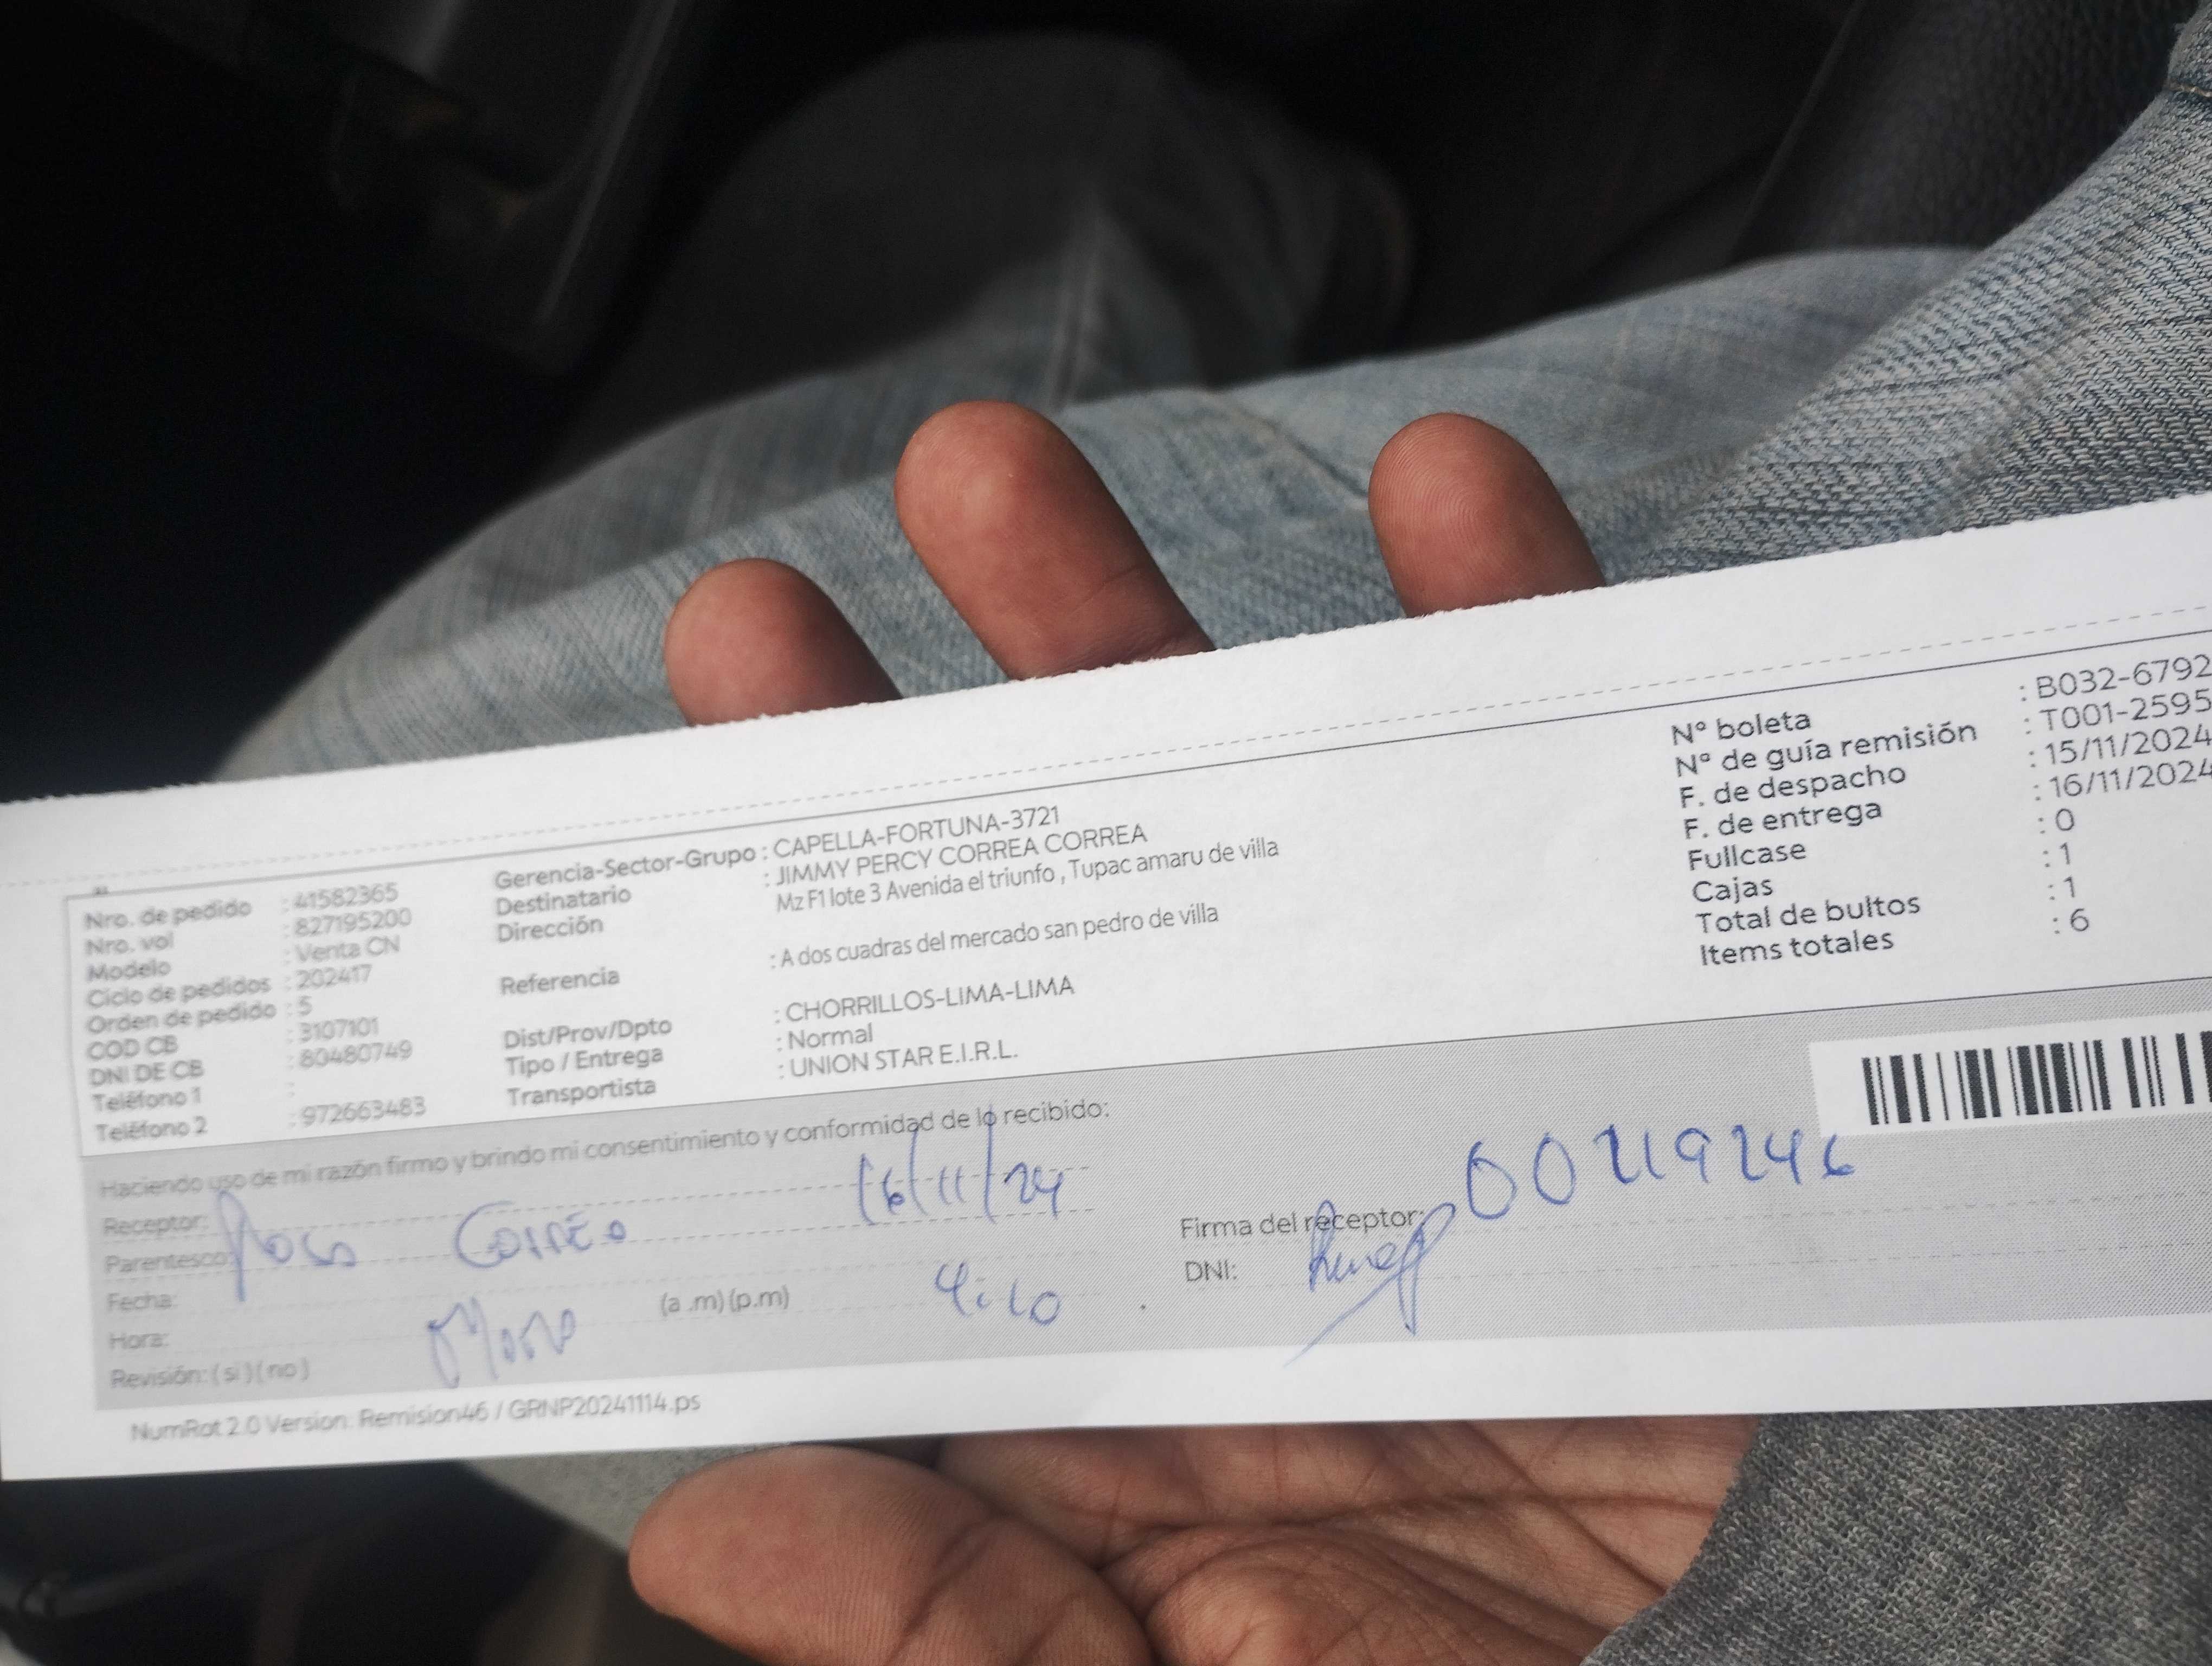 Nro. de pedido : 41582365
Nro. vol : 827195200
Modelo : Venta CN
Ciclo de pedidos : 202417
Orden de pedido : 5
COD CB : 3107101
DNI DE CB : 80480749
Teléfono 1 :
Teléfono 2 : 972663483
Gerencia-Sector-Grupo : CAPELLA-FORTUNA-3721
Destinatario : JIMMY PERCY CORREA CORREA
Dirección : Mz F1 lote 3 Avenida el triunfo , Tupac amaru de villa
Referencia : A dos cuadras del mercado san pedro de villa
Dist/Prov/Dpto : CHORRILLOS-LIMA-LIMA
Tipo / Entrega : Normal
Transportista : UNION STAR E.I.R.L.
Nº boleta : B032-6792
Nº de guía remisión : T001-2595
F. de despacho : 15/11/2024
F. de entrega : 16/11/2024
Fullcase : 0
Cajas : 1
Total de bultos : 1
Items totales : 6
Haciendo uso de mi razón firmo y brindo mi consentimiento y conformidad de lo recibido:
Receptor:
Parentesco:
Fecha: 16/11/24
Hora: (a .m) (p.m) 4:10
Revisión: ( si ) ( no )
Firma del receptor:
DNI:
NumRot 2.0 Version: Remision46 / GRNP20241114.ps